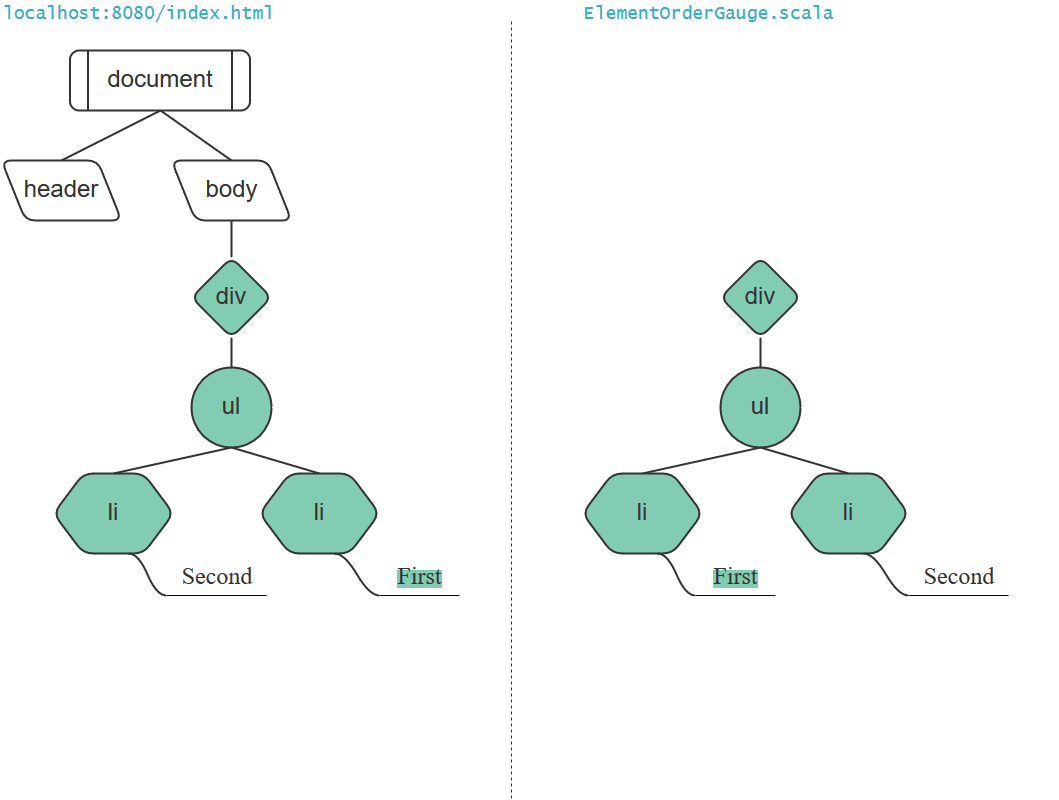 localhost:8080/index.html
document
header
body
div
ul
li
li
Second
First
ElementOrderGauge.scala
div
ul
li
li
First
Second